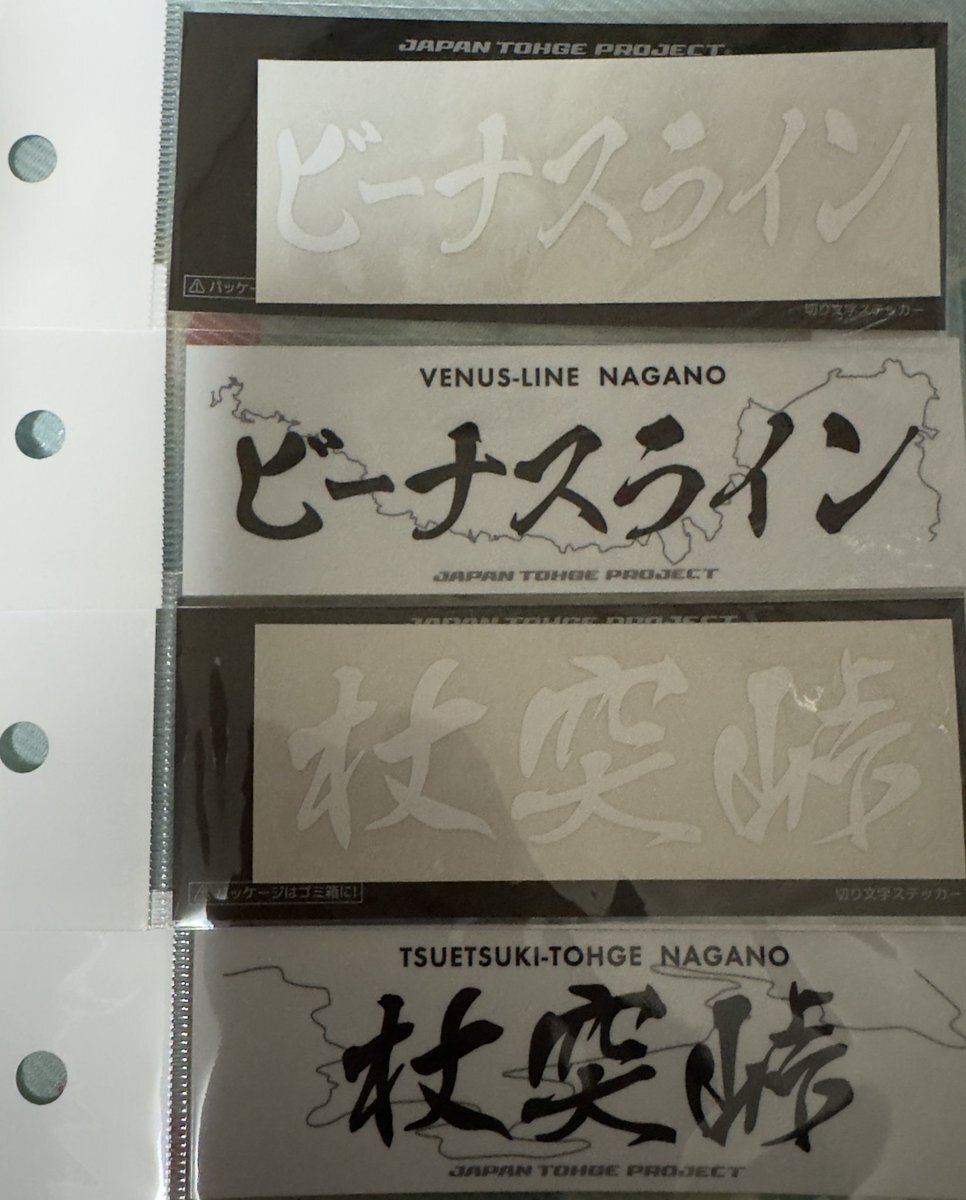 JAPAN TOHGE PROJECT
ビーナスライン
⚠ パッケー
切り文字ステッカー
VENUS-LINE NAGANO
ビーナスライン
JAPAN TOHGE PROJECT
JAPAN TOHGE PROJECT
杖突峠
⚠ パッケージはゴミ箱に!
切り文字ステッカー
TSUETSUKI-TOHGE NAGANO
杖突峠
JAPAN TOHGE PROJECT